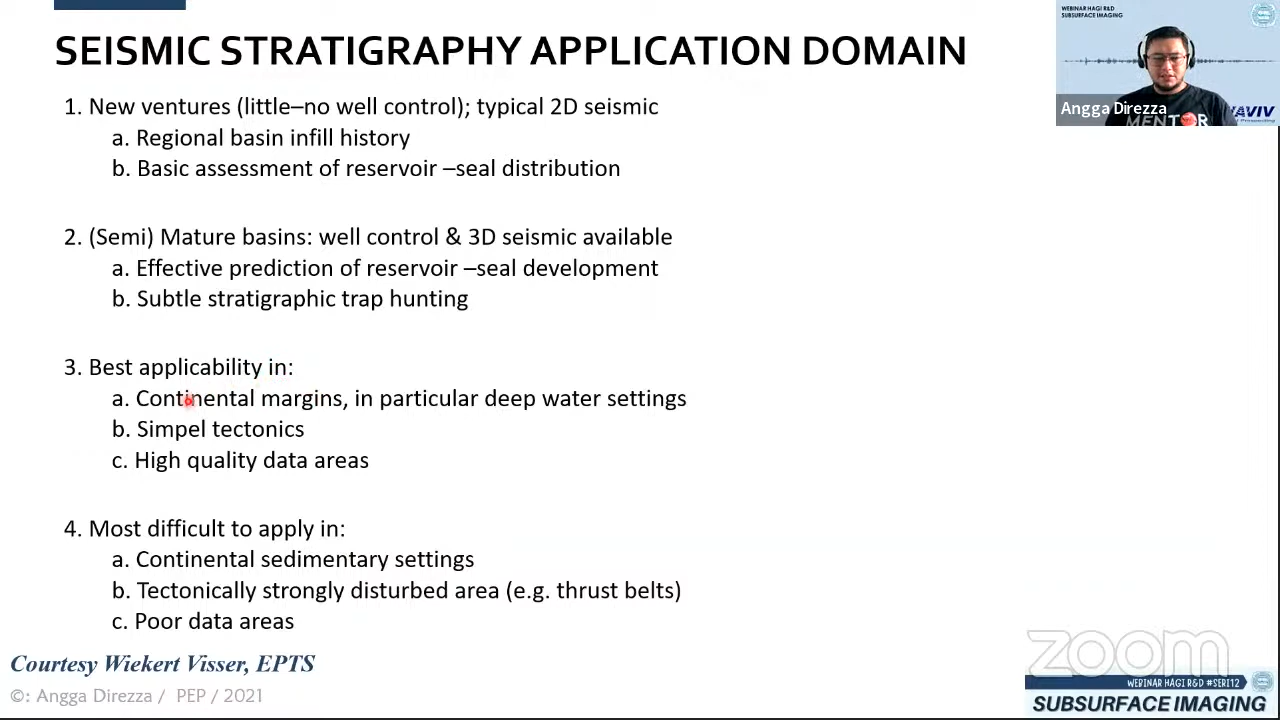 SEISMIC STRATIGRAPHY APPLICATION DOMAIN
1. New ventures (little–no well control); typical 2D seismic
a. Regional basin infill history
b. Basic assessment of reservoir –seal distribution
2. (Semi) Mature basins: well control & 3D seismic available
a. Effective prediction of reservoir –seal development
b. Subtle stratigraphic trap hunting
3. Best applicability in:
a. Continental margins, in particular deep water settings
b. Simpel tectonics
c. High quality data areas
4. Most difficult to apply in:
a. Continental sedimentary settings
b. Tectonically strongly disturbed area (e.g. thrust belts)
c. Poor data areas
Courtesy Wiekert Visser, EPTS
©: Angga Direzza / PEP / 2021
WEBINAR HAGI R&D
SUBSURFACE IMAGING
Angga Direzza
MENTOR
AVIV
zoom
WEBINAR HAGI R&D #SERI12
SUBSURFACE IMAGING